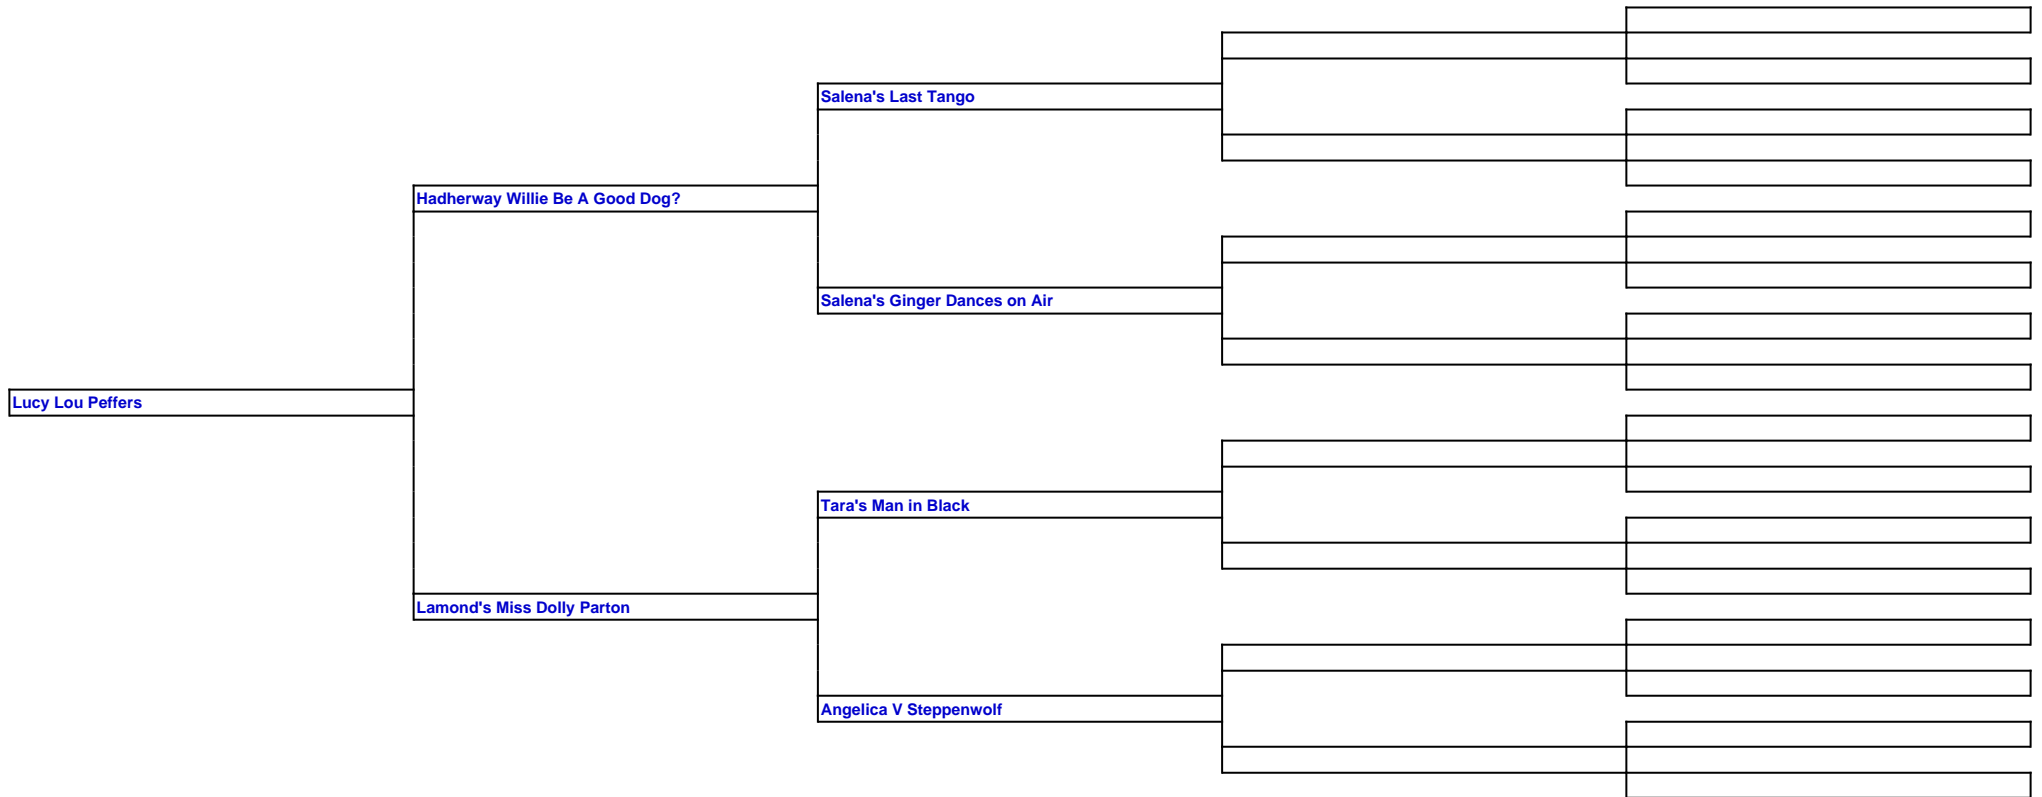 Salena's Last Tango
Hadherway Willie Be A Good Dog?
Salena's Ginger Dances on Air
Lucy Lou Peffers
Tara's Man in Black
Lamond's Miss Dolly Parton
Angelica V Steppenwolf